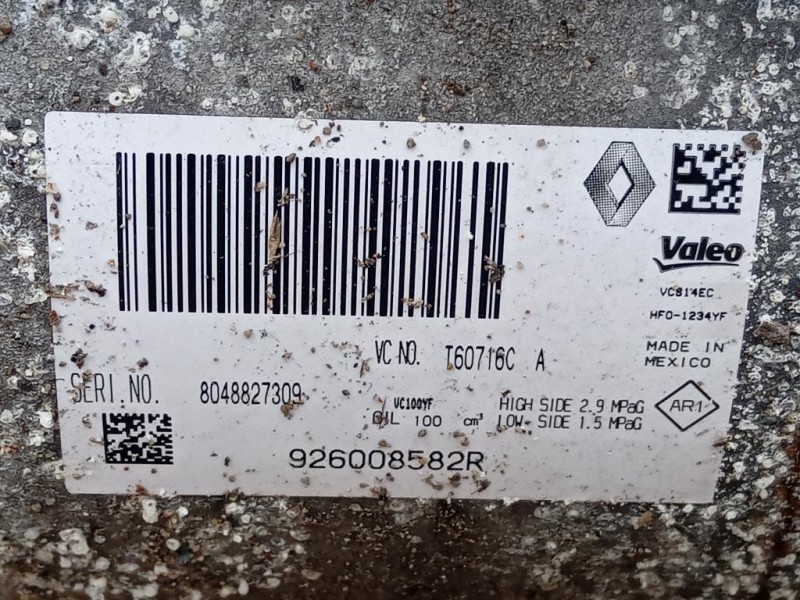 Valeo
VCS14EC
HFO-1234YF
MADE IN
MEXICO
VC NO. T60716C A
SERI.NO. 8048827309
VC100YF
OIL 100 cm³
HIGH SIDE 2.9 MPaG
LOW- SIDE 1.5 MPaG
AR1
926008582R